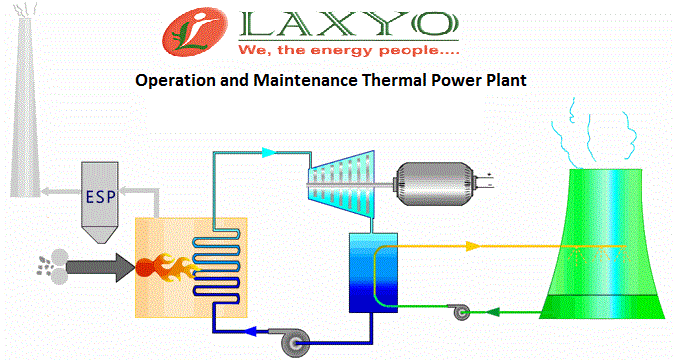 LAXYO
We, the energy people....
Operation and Maintenance Thermal Power Plant
ESP